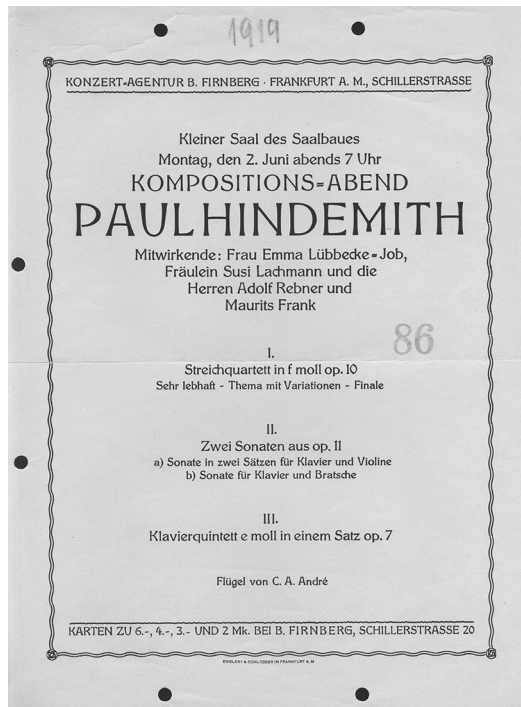 1919
KONZERT-AGENTUR B. FIRNBERG · FRANKFURT A. M., SCHILLERSTRASSE
Kleiner Saal des Saalbaues
Montag, den 2. Juni abends 7 Uhr
KOMPOSITIONS=ABEND
PAUL HINDEMITH
Mitwirkende: Frau Emma Lübbecke=Job,
Fräulein Susi Lachmann und die
Herren Adolf Rebner und
Maurits Frank
86
I.
Streichquartett in f moll op. 10
Sehr lebhaft - Thema mit Variationen - Finale
II.
Zwei Sonaten aus op. 11
a) Sonate in zwei Sätzen für Klavier und Violine
b) Sonate für Klavier und Bratsche
III.
Klavierquintett e moll in einem Satz op. 7
Flügel von C. A. André
KARTEN ZU 6.-, 4.-, 3.- UND 2 Mk. BEI B. FIRNBERG, SCHILLERSTRASSE 20
ENGLERT & SCHLOSSER IN FRANKFURT A. M